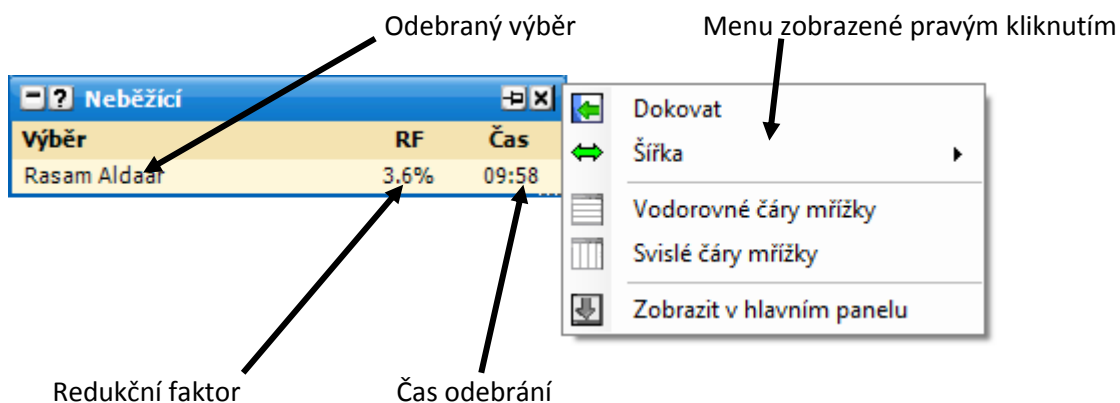 Odebraný výběr
Menu zobrazené pravým kliknutím
Neběžící
Výběr RF Čas
Rasam Aldaar 3.6% 09:58
Dokovat
Šířka
Vodorovné čáry mřížky
Svislé čáry mřížky
Zobrazit v hlavním panelu
Redukční faktor
Čas odebrání